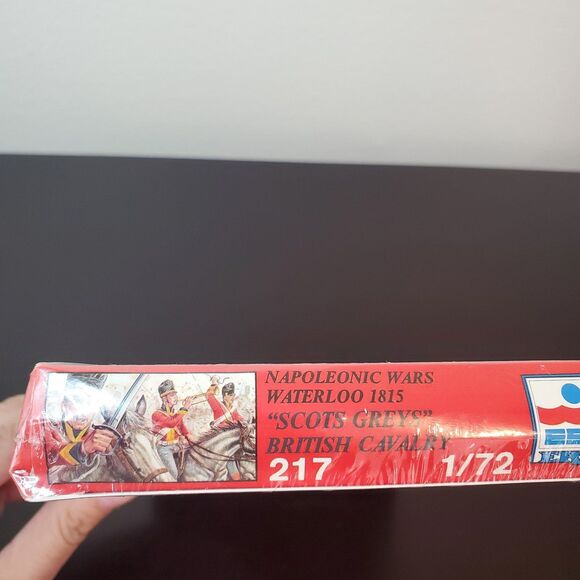 NAPOLEONIC WARS
WATERLOO 1815
"SCOTS GREYS"
BRITISH CAVALRY
217 1/72